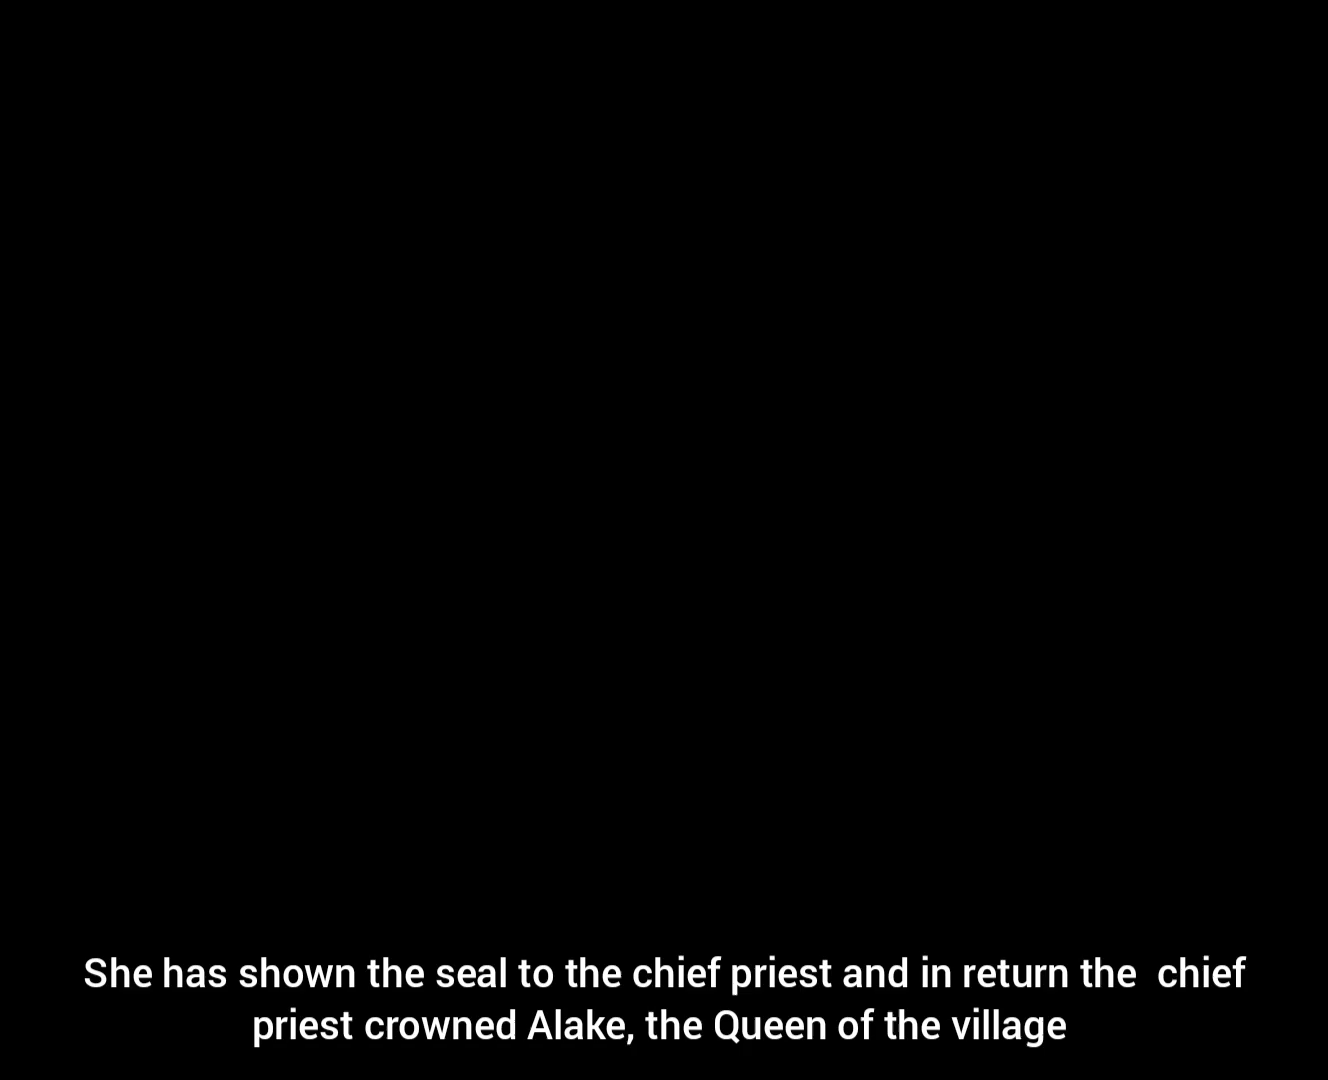 She has shown the seal to the chief priest and in return the  chief
priest crowned Alake, the Queen of the village